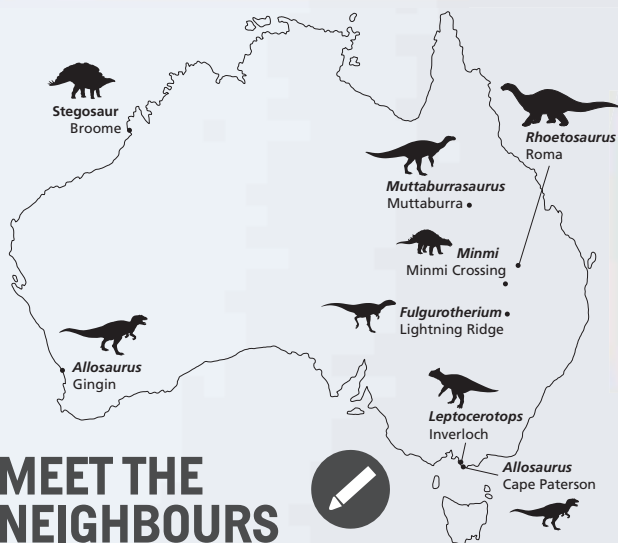 Stegosaur
Broome
Rhoetosaurus
Roma
Muttaburrasaurus
Muttaburra
Minmi
Minmi Crossing
Fulgurotherium
Lightning Ridge
Allosaurus
Gingin
Leptocerotops
Inverloch
Allosaurus
Cape Paterson
MEET THE
NEIGHBOURS